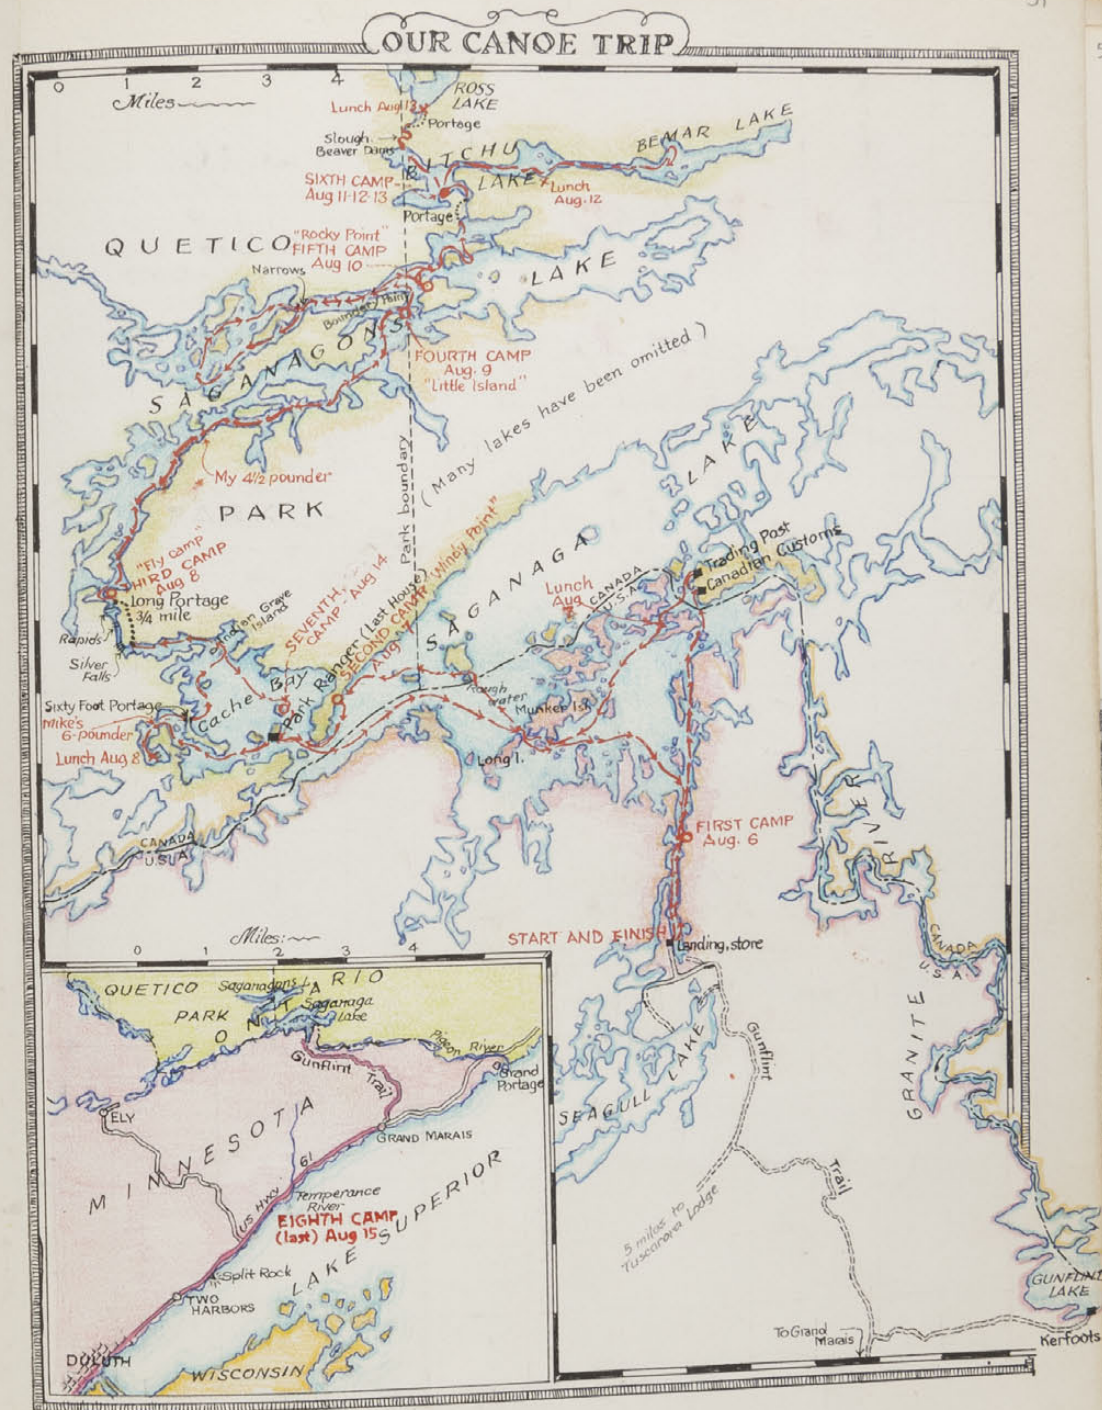 OUR CANOE TRIP
0 1 2 3 4
Miles
ROSS
LAKE
Lunch Aug 13
Portage
Slough
Beaver Dams
BITCHU
LAKE
BEMAR LAKE
SIXTH CAMP
Aug 11-12-13
Lunch
Aug. 12
Portage
QUETICO
"Rocky Point"
FIFTH CAMP
Aug 10
Narrows
LAKE
Boundary Point
SAGANAGONS
FOURTH CAMP
Aug. 9
"Little Island"
(Many lakes have been omitted)
My 4½ pounder
PARK
Park boundary
LAKE
"Fly camp"
THIRD CAMP
Aug 8
Long Portage
3/4 mile
Rapids
Silver
Falls
Indian Grave
Island
SEVENTH
CAMP - Aug 14
Park Ranger (Last House)
SECOND CAMP "Windy Point"
Aug 7
SAGANAGA
Trading Post
Canadian Customs
Lunch
Aug
7
CANADA
U.S.A.
Cache Bay
Sixty Foot Portage
Mike's
6-pounder
Lunch Aug 8
Rough
water
Munker Is.
Long I.
CANADA
U.S.A
FIRST CAMP
Aug. 6
RIVER
START AND FINISH
Landing, store
CANADA
U.S.A.
GRANITE
SEAGULL LAKE
Gunflint
Trail
5 miles to
Tuscarora Lodge
GUNFLINT
LAKE
To Grand
Marais
Kerfoots
Miles:
0 1 2 3 4
QUETICO
PARK
ONTARIO
Saganagons L
Saganaga
Lake
Gunflint
Trail
Pigeon River
Grand
Portage
ELY
MINNESOTA
GRAND MARAIS
US HWY 61
Temperance
River
EIGHTH CAMP
(last) Aug 15
LAKE SUPERIOR
Split Rock
TWO
HARBORS
DULUTH
WISCONSIN